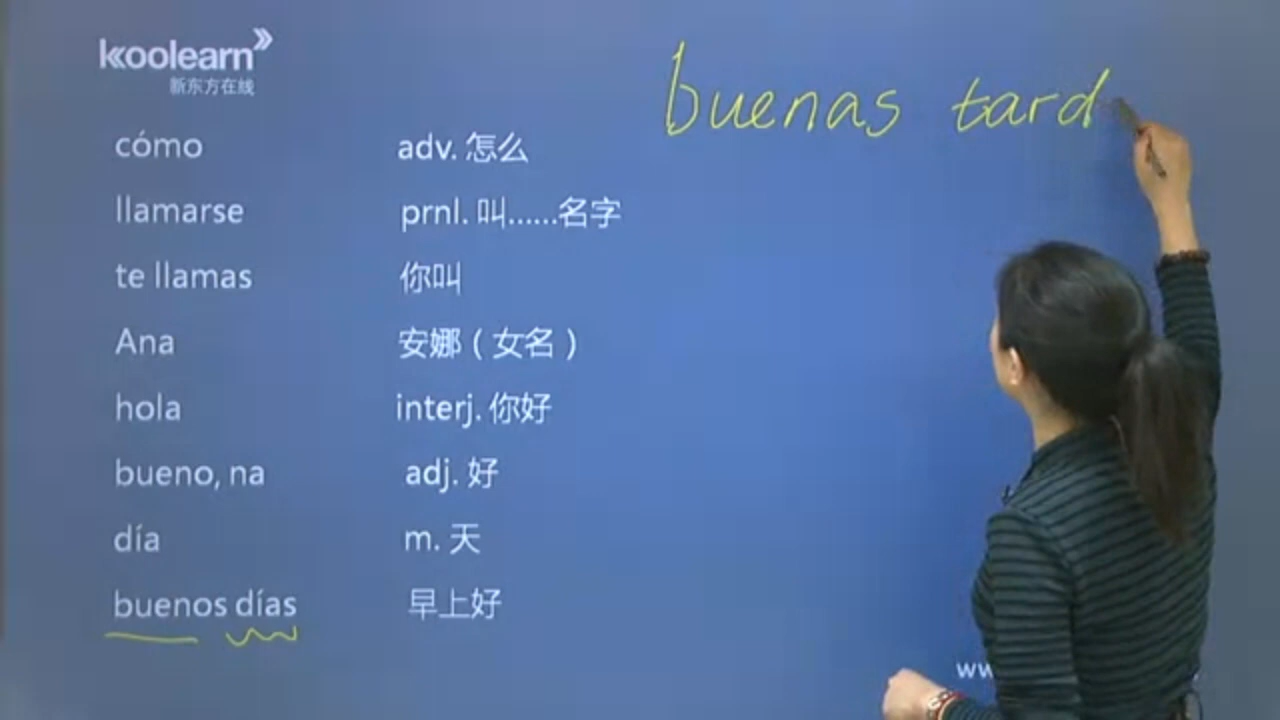 koolearn
新东方在线
buenas tard
cómo adv. 怎么
llamarse prnl. 叫……名字
te llamas 你叫
Ana 安娜（女名）
hola interj. 你好
bueno, na adj. 好
día m. 天
buenos días 早上好